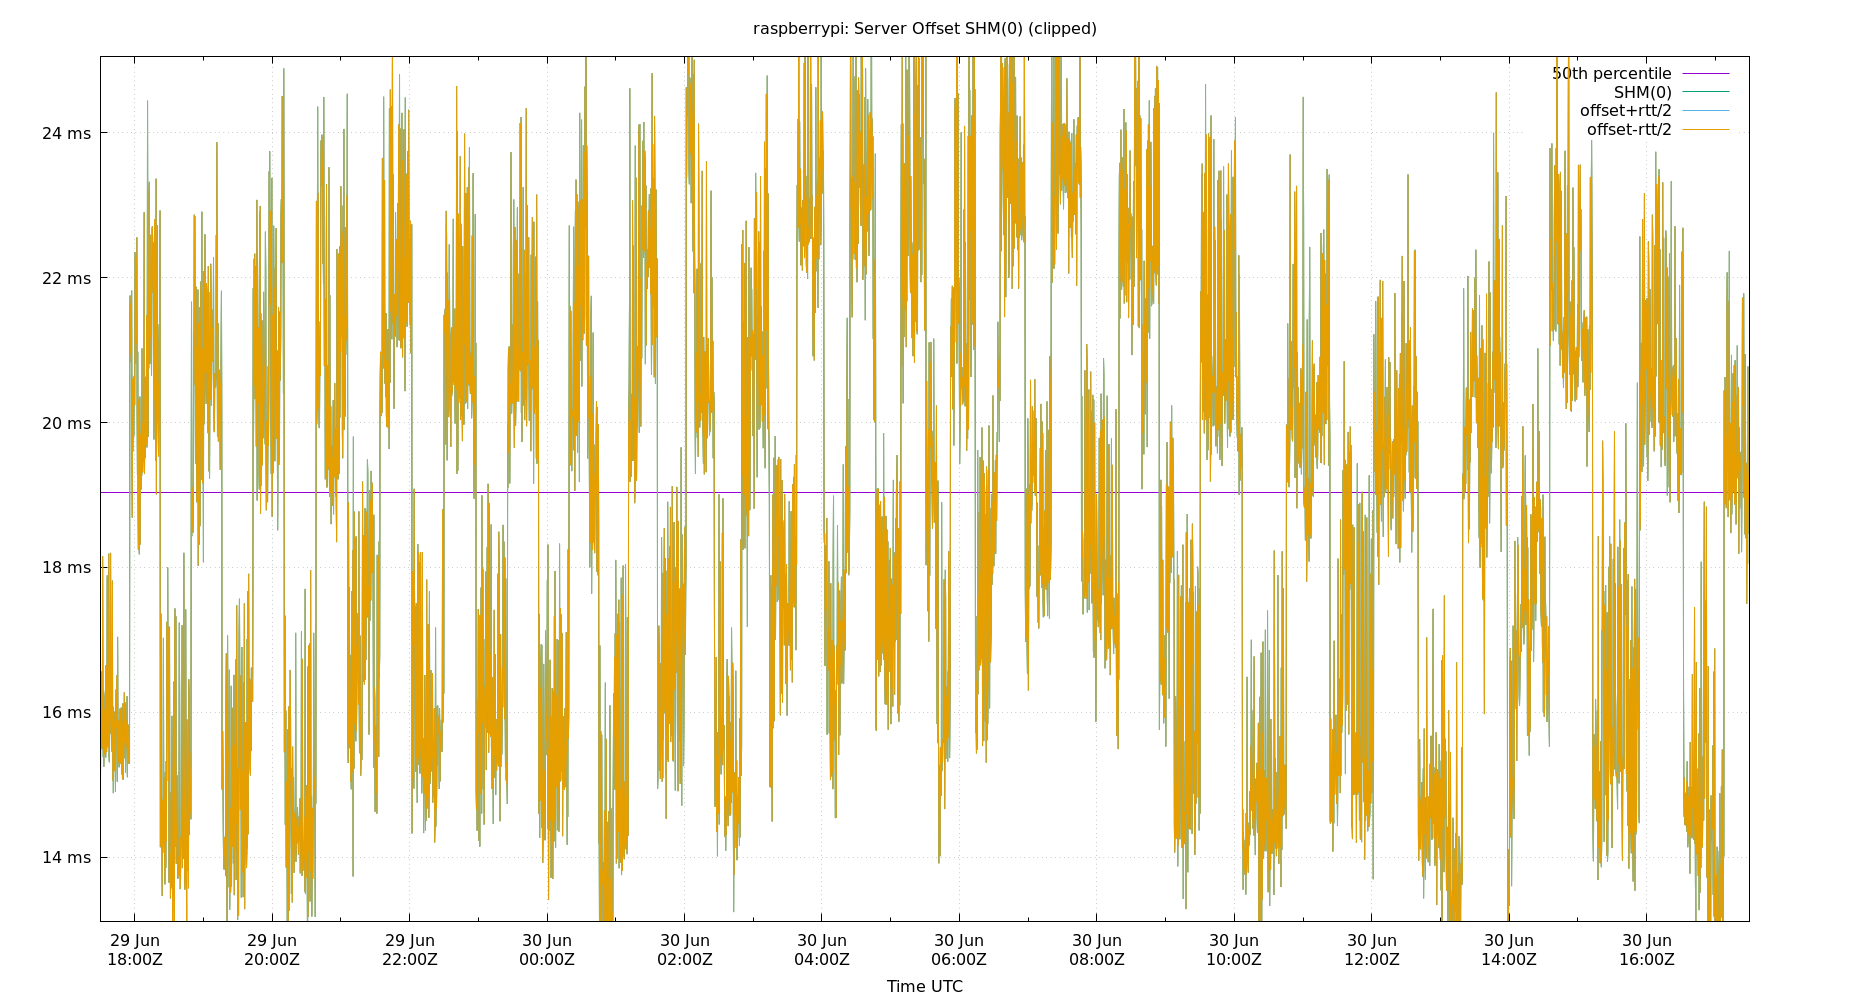 raspberrypi: Server Offset SHM(0) (clipped)
50th percentile
SHM(0)
offset+rtt/2
offset-rtt/2
24 ms
22 ms
20 ms
18 ms
16 ms
14 ms
29 Jun 29 Jun 29 Jun 30 Jun 30 Jun 30 Jun 30 Jun 30 Jun 30 Jun 30 Jun 30 Jun 30 Jun
18:00Z 20:00Z 22:00Z 00:00Z 02:00Z 04:00Z 06:00Z 08:00Z 10:00Z 12:00Z 14:00Z 16:00Z
Time UTC